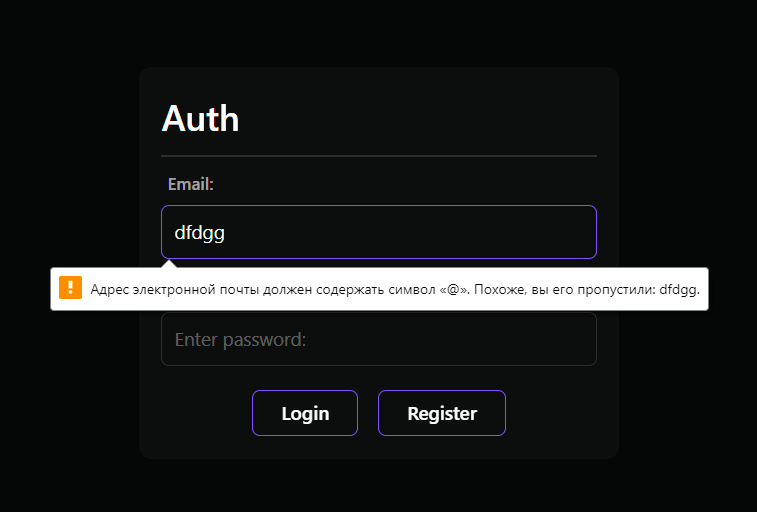 Auth
Email:
dfdgg
Адрес электронной почты должен содержать символ «@». Похоже, вы его пропустили: dfdgg.
Enter password:
Login
Register